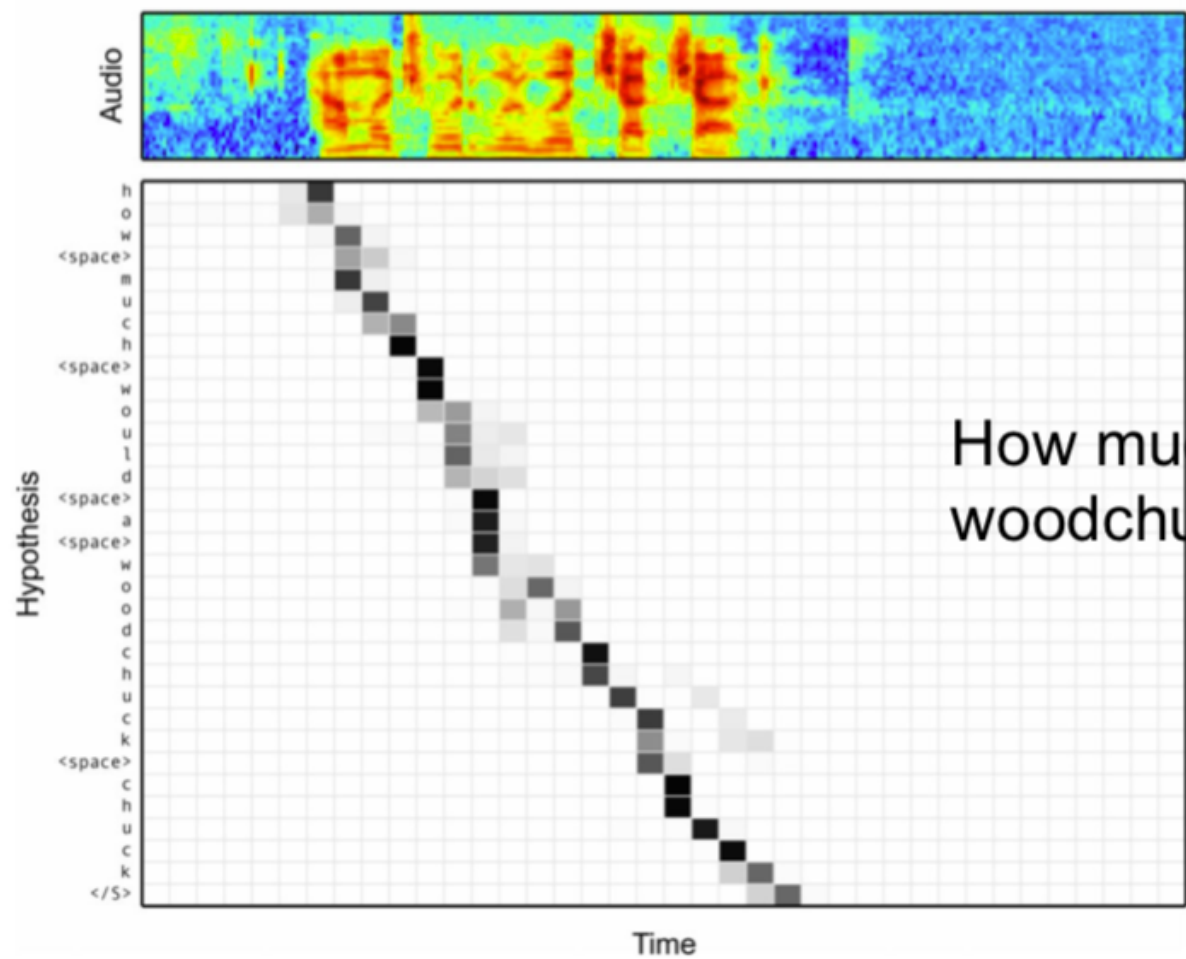 Audio
h
o
w
<space>
m
u
c
h
<space>
w
o
u
l
d
<space>
a
<space>
w
o
o
d
c
h
u
c
k
<space>
c
h
u
c
k
</S>
Hypothesis
How mu
woodchu
Time